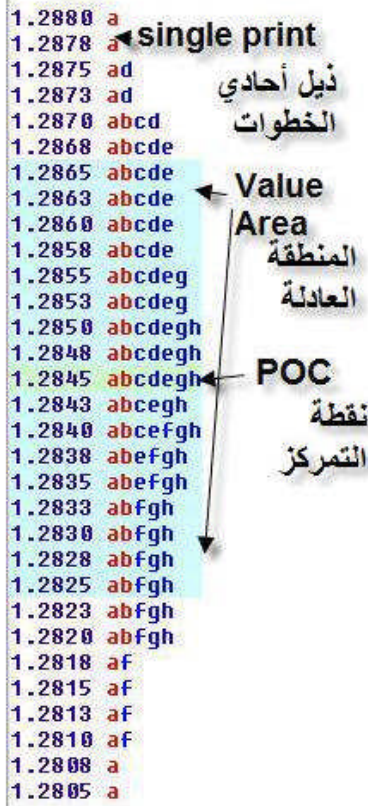 1.2880 a
1.2878 a
single print
1.2875 ad
ذيل أحادي
1.2873 ad
1.2870 abcd
الخطوات
1.2868 abcde
1.2865 abcde
Value
1.2863 abcde
1.2860 abcde
Area
1.2858 abcde
المنطقة
1.2855 abcdeg
1.2853 abcdeg
العادلة
1.2850 abcdegh
1.2848 abcdegh
1.2845 abcdegh
POC
1.2843 abcegh
نقطة
1.2840 abcefgh
1.2838 abefgh
التمركز
1.2835 abefgh
1.2833 abfgh
1.2830 abfgh
1.2828 abfgh
1.2825 abfgh
1.2823 abfgh
1.2820 abfgh
1.2818 af
1.2815 af
1.2813 af
1.2810 af
1.2808 a
1.2805 a